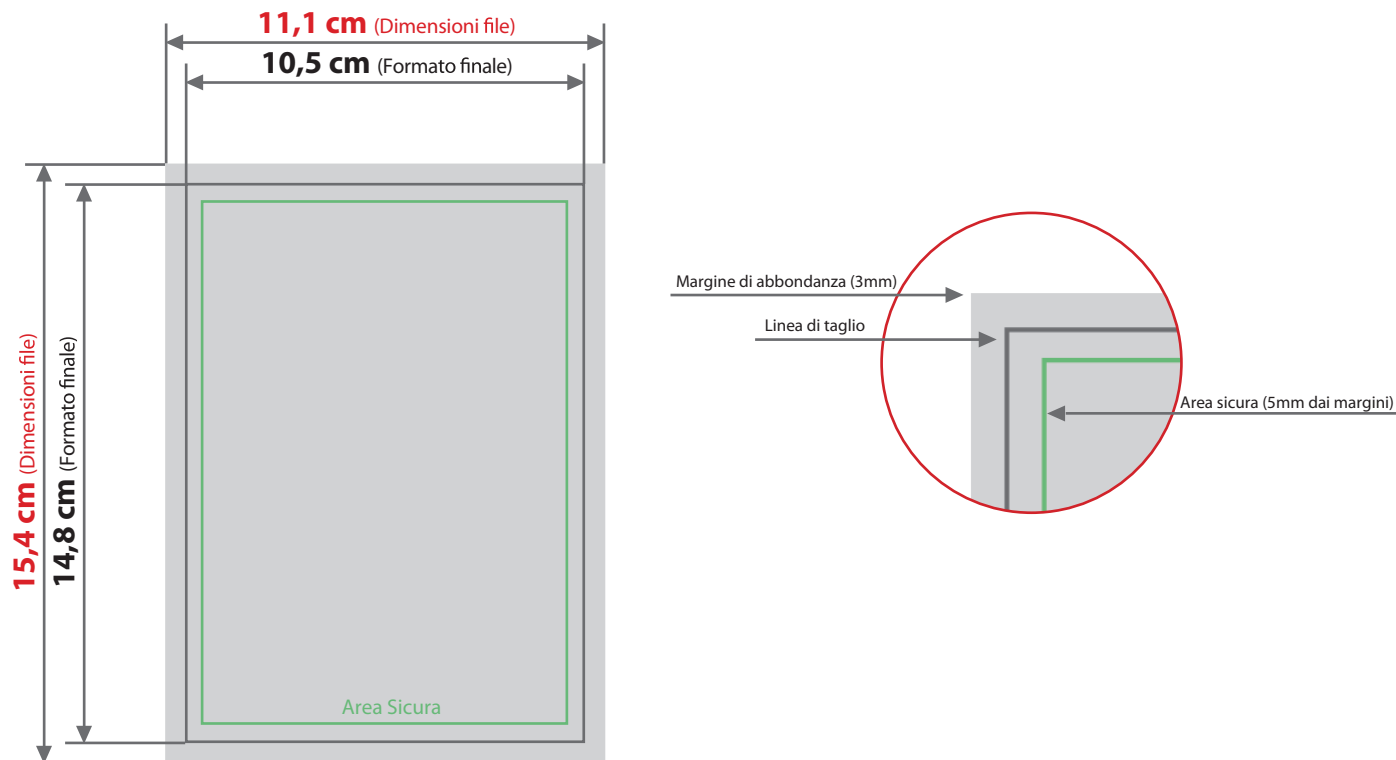 11,1 cm (Dimensioni file)
10,5 cm (Formato finale)
15,4 cm (Dimensioni file)
14,8 cm (Formato finale)
Area Sicura
Margine di abbondanza (3mm)
Linea di taglio
Area sicura (5mm dai margini)